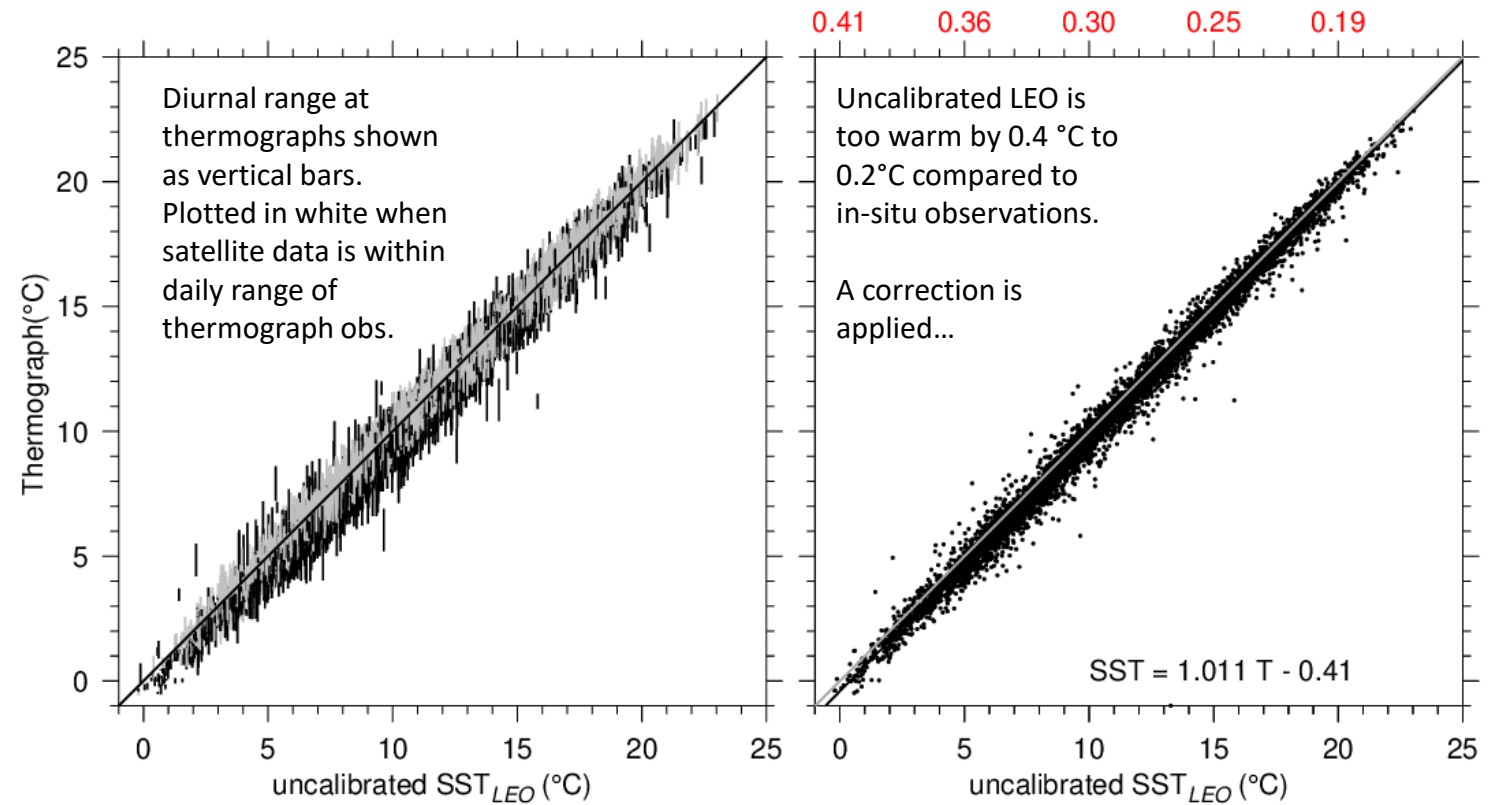 0.41 0.36 0.30 0.25 0.19
25
20
15
10
5
0
Thermograph(°C)
Diurnal range at
thermographs shown
as vertical bars.
Plotted in white when
satellite data is within
daily range of
thermograph obs.
0 5 10 15 20 25
uncalibrated SST_LEO (°C)
Uncalibrated LEO is
too warm by 0.4 °C to
0.2°C compared to
in-situ observations.
A correction is
applied…
SST = 1.011 T - 0.41
0 5 10 15 20 25
uncalibrated SST_LEO (°C)